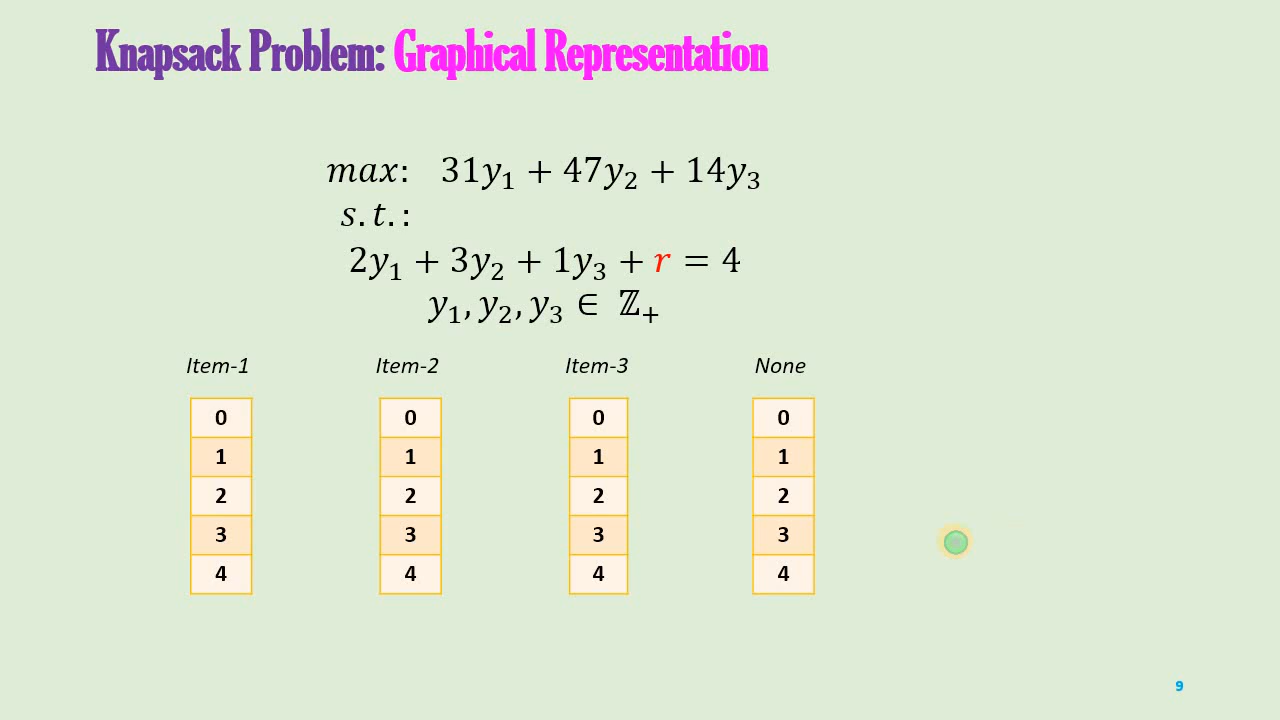 Knapsack Problem: Graphical Representation
max: 31y₁ + 47y₂ + 14y₃
s.t.:
2y₁ + 3y₂ + 1y₃ + r = 4
y₁, y₂, y₃ ∈ ℤ₊
Item-1 Item-2 Item-3 None
0 0 0 0
1 1 1 1
2 2 2 2
3 3 3 3
4 4 4 4
9